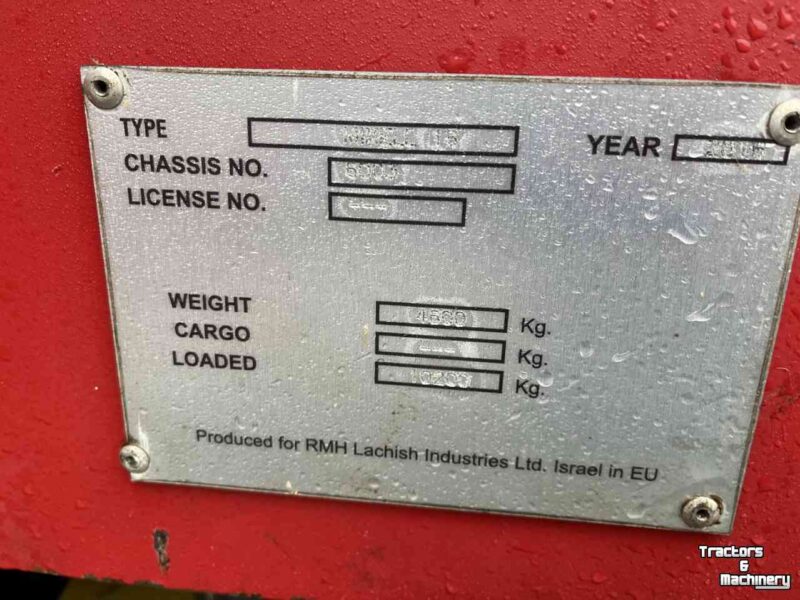 TYPE
YEAR
CHASSIS NO.
LICENSE NO.
WEIGHT Kg.
CARGO Kg.
LOADED Kg.
Produced for RMH Lachish Industries Ltd. Israel in EU
Tractors
&
Machinery